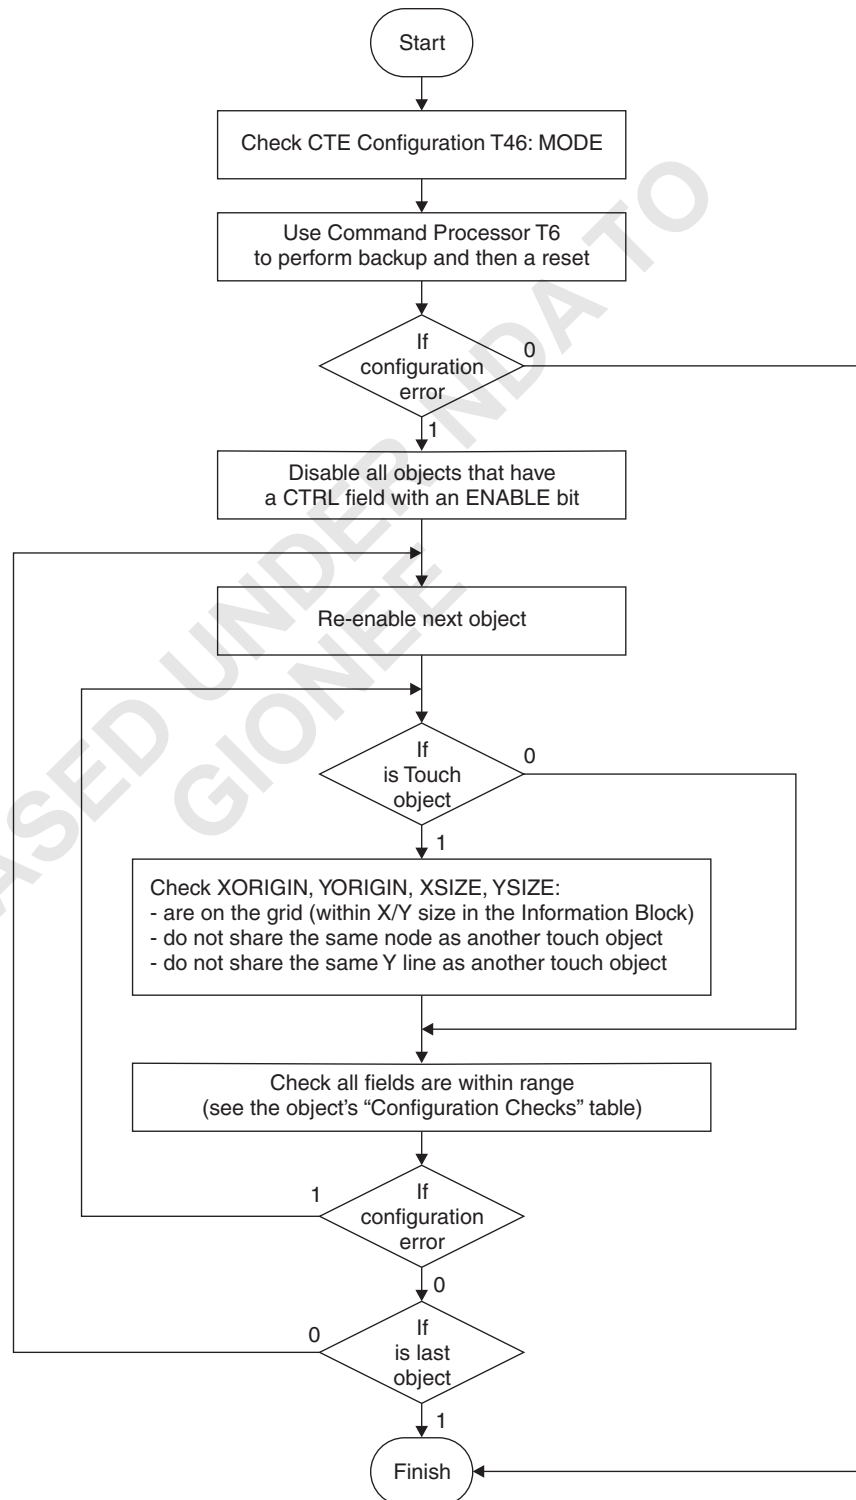 Start
Check CTE Configuration T46: MODE
Use Command Processor T6
to perform backup and then a reset
If
configuration
error
0
1
Disable all objects that have
a CTRL field with an ENABLE bit
Re-enable next object
If
is Touch
object
0
1
Check XORIGIN, YORIGIN, XSIZE, YSIZE:
- are on the grid (within X/Y size in the Information Block)
- do not share the same node as another touch object
- do not share the same Y line as another touch object
Check all fields are within range
(see the object’s “Configuration Checks” table)
1
If
configuration
error
0
0
If
is last
object
1
Finish
UNDER NDA TO
GIONEE